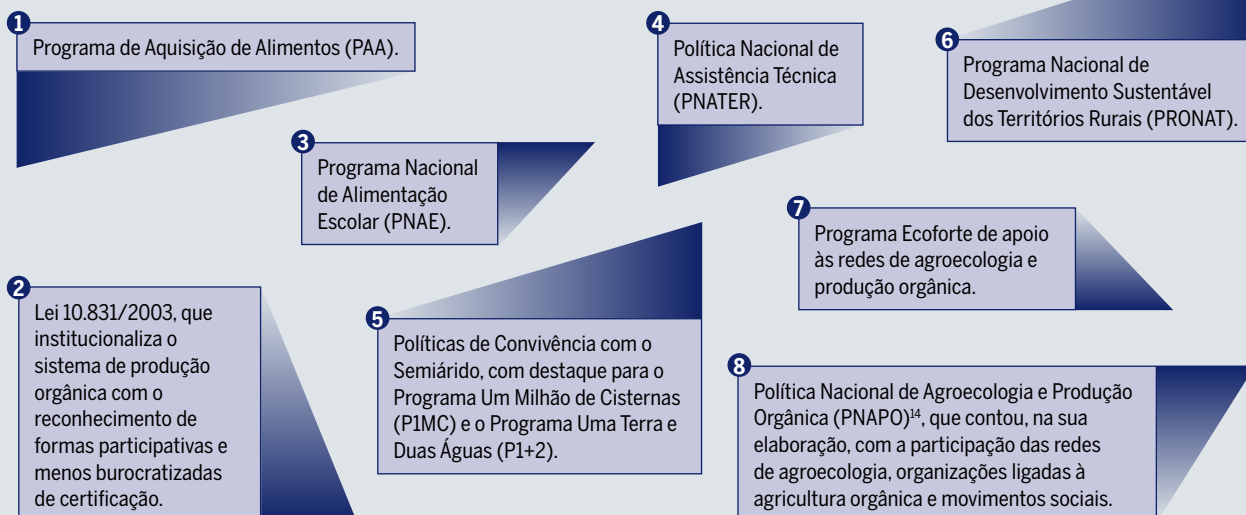 1
Programa de Aquisição de Alimentos (PAA).
2
Lei 10.831/2003, que
institucionaliza o
sistema de produção
orgânica com o
reconhecimento de
formas participativas e
menos burocratizadas
de certificação.
3
Programa Nacional
de Alimentação
Escolar (PNAE).
4
Política Nacional de
Assistência Técnica
(PNATER).
5
Políticas de Convivência com o
Semiárido, com destaque para o
Programa Um Milhão de Cisternas
(P1MC) e o Programa Uma Terra e
Duas Águas (P1+2).
6
Programa Nacional de
Desenvolvimento Sustentável
dos Territórios Rurais (PRONAT).
7
Programa Ecoforte de apoio
às redes de agroecologia e
produção orgânica.
8
Política Nacional de Agroecologia e Produção
Orgânica (PNAPO)¹⁴, que contou, na sua
elaboração, com a participação das redes
de agroecologia, organizações ligadas à
agricultura orgânica e movimentos sociais.